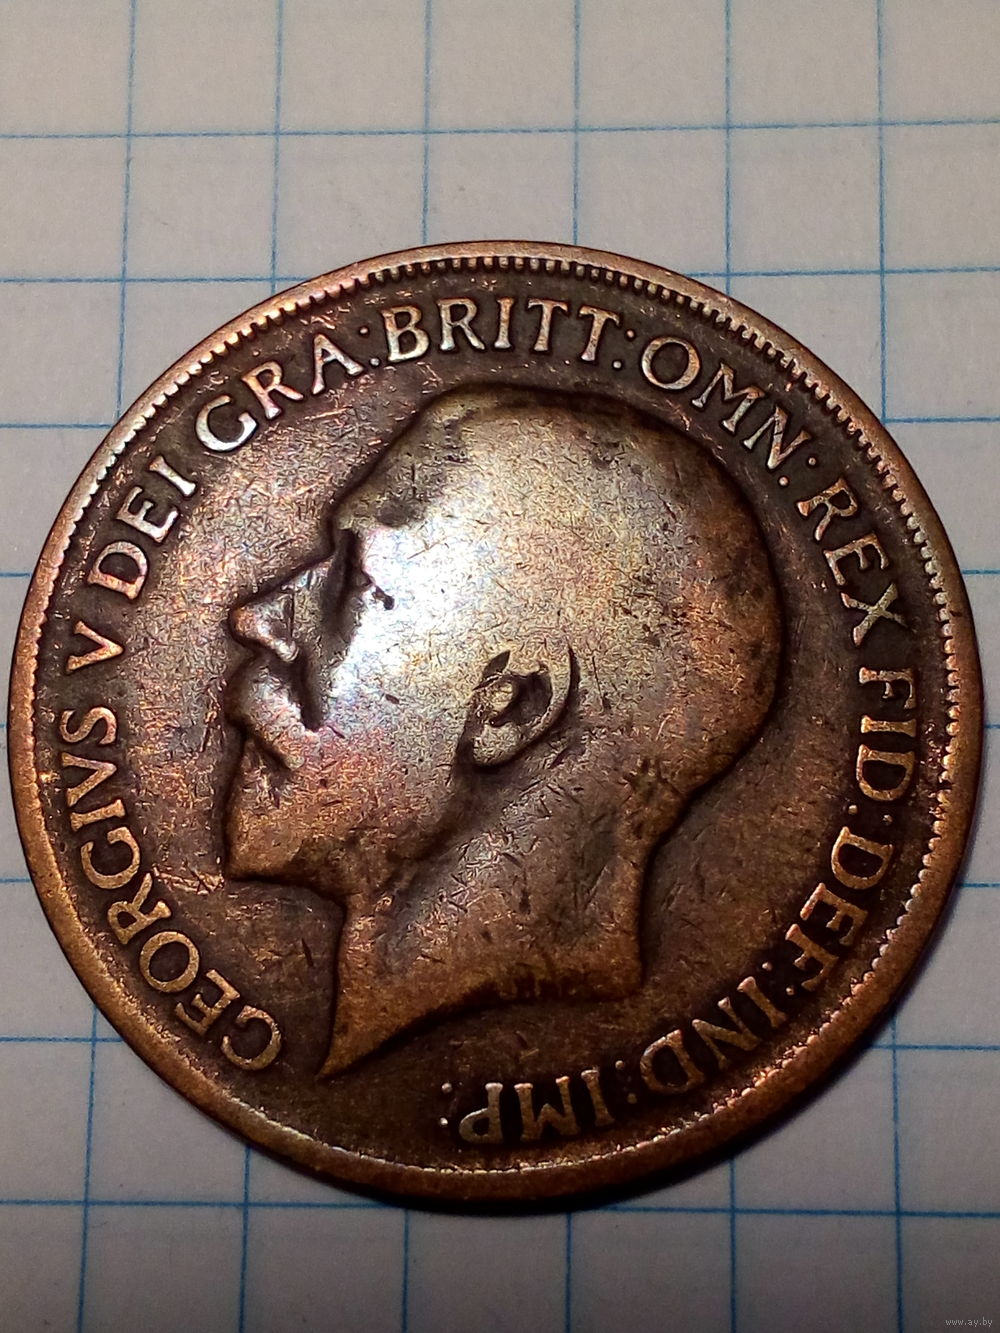 GEORGIVS V DEI GRA:BRITT:OMN:REX FID:DEF:IND:IMP:
www.ay.by